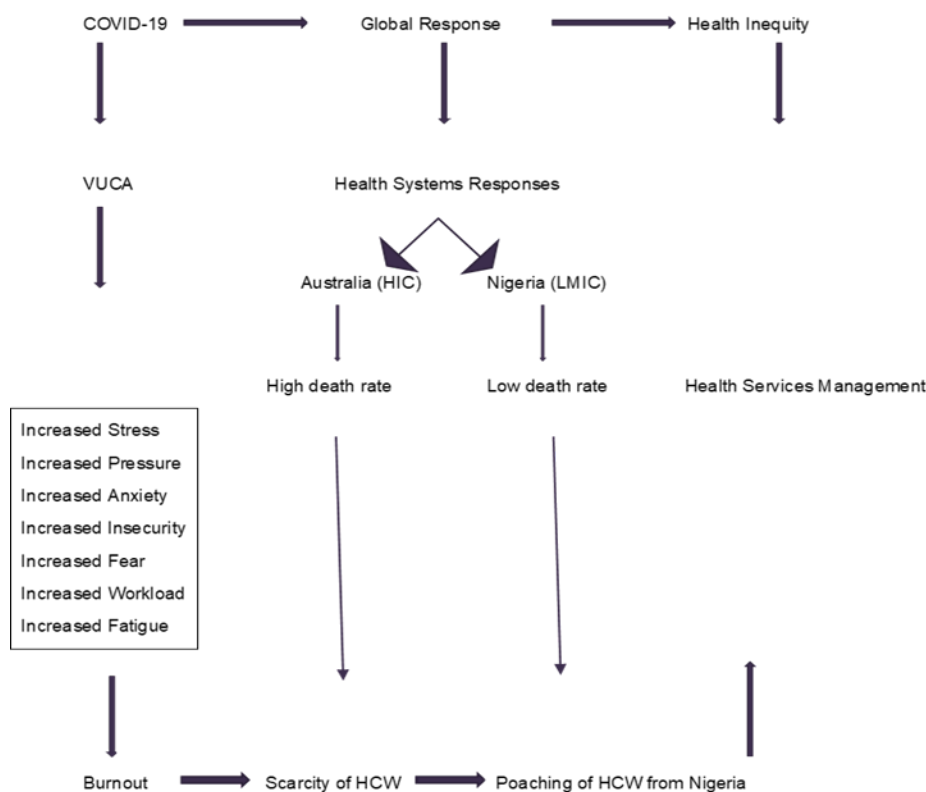 COVID-19
Global Response
Health Inequity
VUCA
Health Systems Responses
Australia (HIC)
Nigeria (LMIC)
High death rate
Low death rate
Health Services Management
Increased Stress
Increased Pressure
Increased Anxiety
Increased Insecurity
Increased Fear
Increased Workload
Increased Fatigue
Burnout
Scarcity of HCW
Poaching of HCW from Nigeria